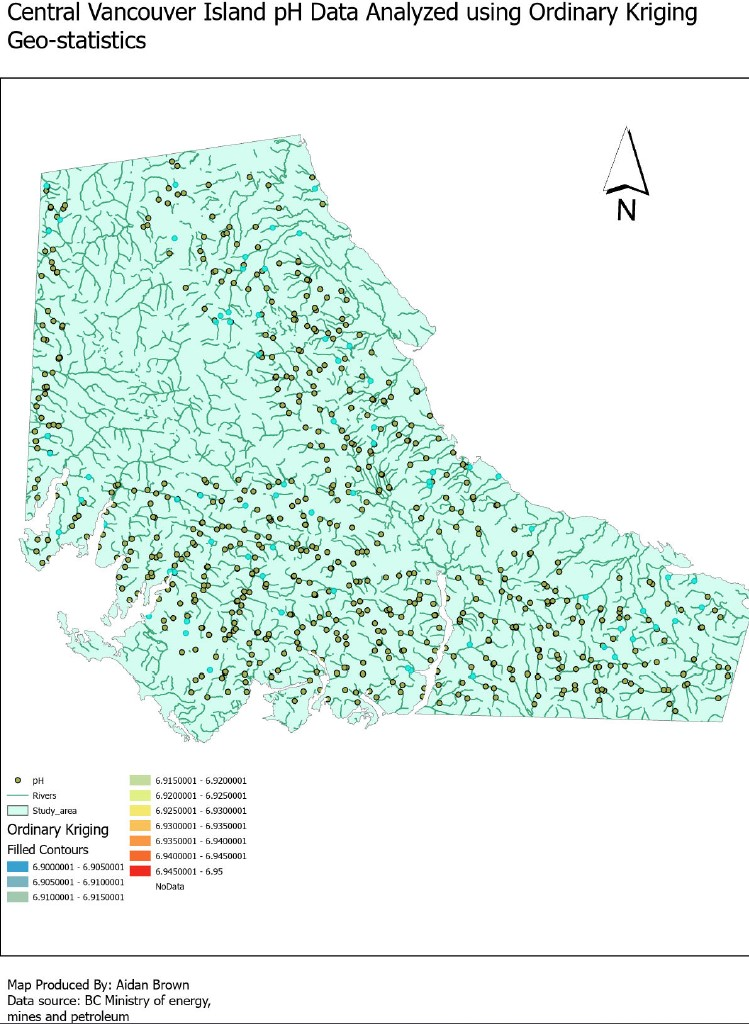 Central Vancouver Island pH Data Analyzed using Ordinary Kriging
Geo-statistics
N
pH
Rivers
Study_area
Ordinary Kriging
Filled Contours
6.9000001 - 6.9050001
6.9050001 - 6.9100001
6.9100001 - 6.9150001
6.9150001 - 6.9200001
6.9200001 - 6.9250001
6.9250001 - 6.9300001
6.9300001 - 6.9350001
6.9350001 - 6.9400001
6.9400001 - 6.9450001
6.9450001 - 6.95
NoData
Map Produced By: Aidan Brown
Data source: BC Ministry of energy,
mines and petroleum